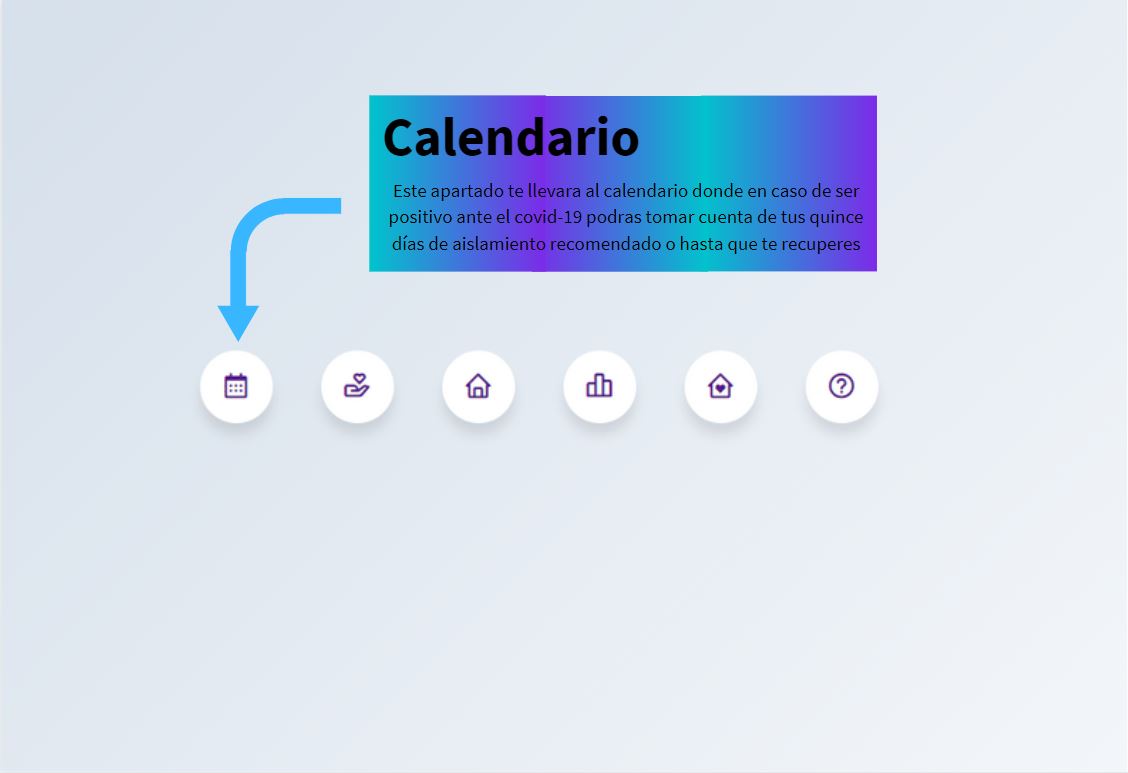 Calendario
Este apartado te llevara al calendario donde en caso de ser
positivo ante el covid-19 podras tomar cuenta de tus quince
días de aislamiento recomendado o hasta que te recuperes